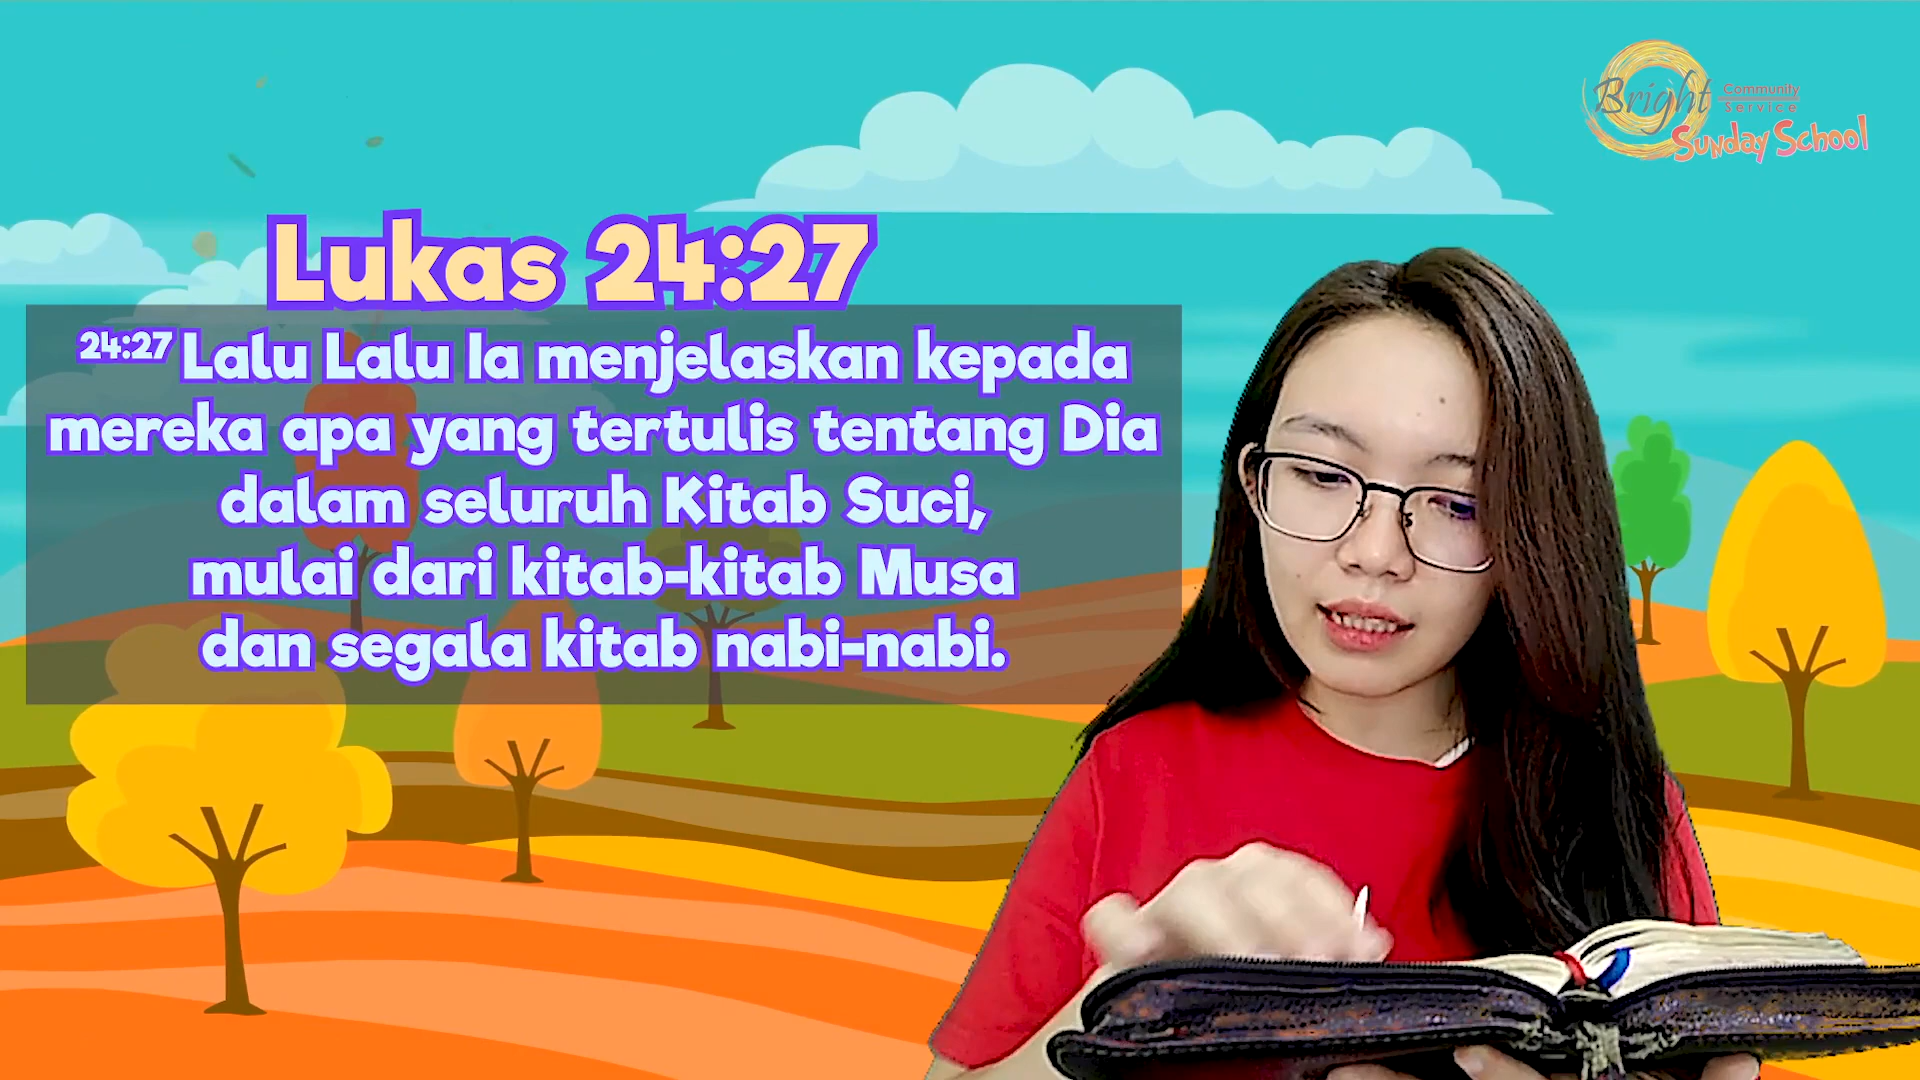 Bright
Community
Service
Sunday School
Lukas 24:27
24:27 Lalu Lalu Ia menjelaskan kepada
mereka apa yang tertulis tentang Dia
dalam seluruh Kitab Suci,
mulai dari kitab-kitab Musa
dan segala kitab nabi-nabi.